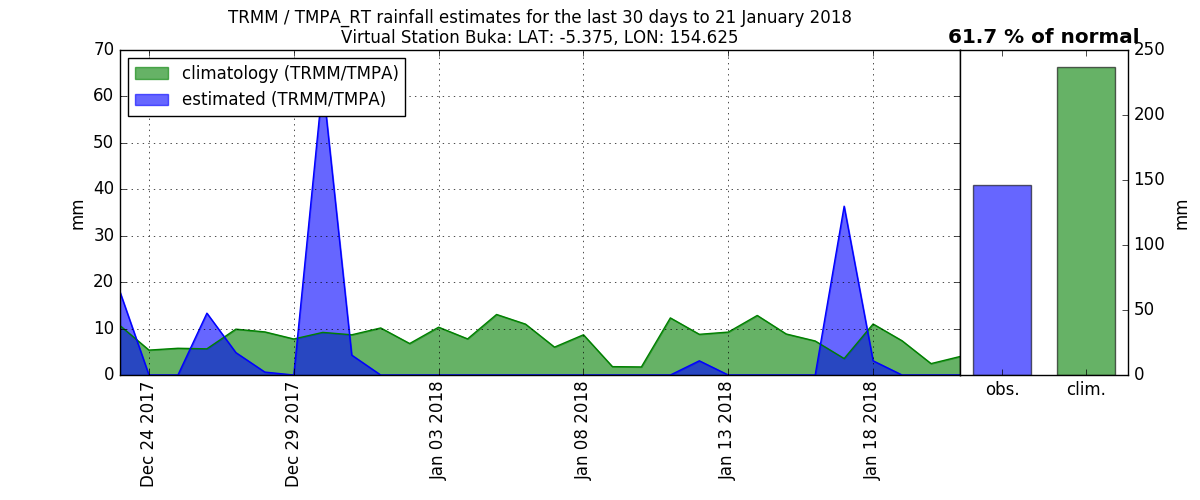 TRMM / TMPA_RT rainfall estimates for the last 30 days to 21 January 2018
Virtual Station Buka: LAT: -5.375, LON: 154.625
61.7 % of normal
climatology (TRMM/TMPA)
estimated (TRMM/TMPA)
70
60
50
40
30
20
10
0
mm
Dec 24 2017
Dec 29 2017
Jan 03 2018
Jan 08 2018
Jan 13 2018
Jan 18 2018
obs.
clim.
250
200
150
100
50
0
mm